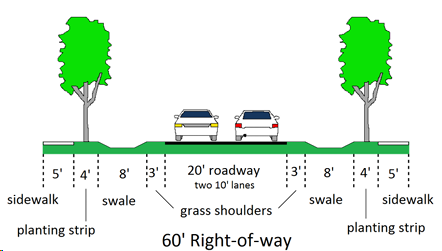 5' 4' 8' 3' 20' roadway 3' 8' 4' 5'
two 10' lanes
sidewalk swale grass shoulders swale sidewalk
planting strip planting strip
60' Right-of-way